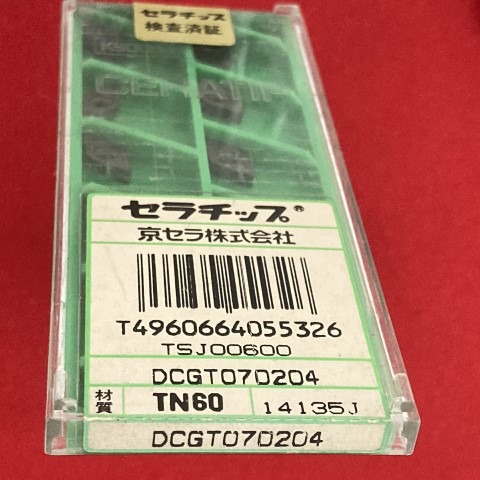 セラチップ
検査済証
CERATIP
セラチップ®
京セラ株式会社
T4960664055326
TSJ00600
DCGT070204
材質 TN60 14135J
DCGT070204